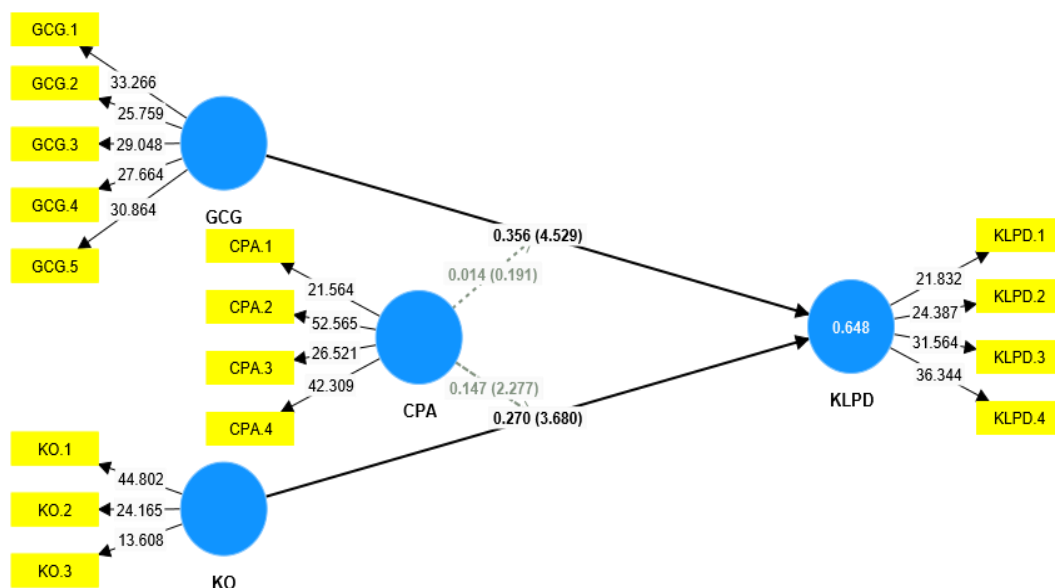 GCG.1
GCG.2
GCG.3
GCG.4
GCG.5
33.266
25.759
29.048
27.664
30.864
GCG
CPA.1
CPA.2
CPA.3
CPA.4
21.564
52.565
26.521
42.309
CPA
KO.1
KO.2
KO.3
44.802
24.165
13.608
KO
0.356 (4.529)
0.014 (0.191)
0.147 (2.277)
0.270 (3.680)
0.648
KLPD
21.832
24.387
31.564
36.344
KLPD.1
KLPD.2
KLPD.3
KLPD.4